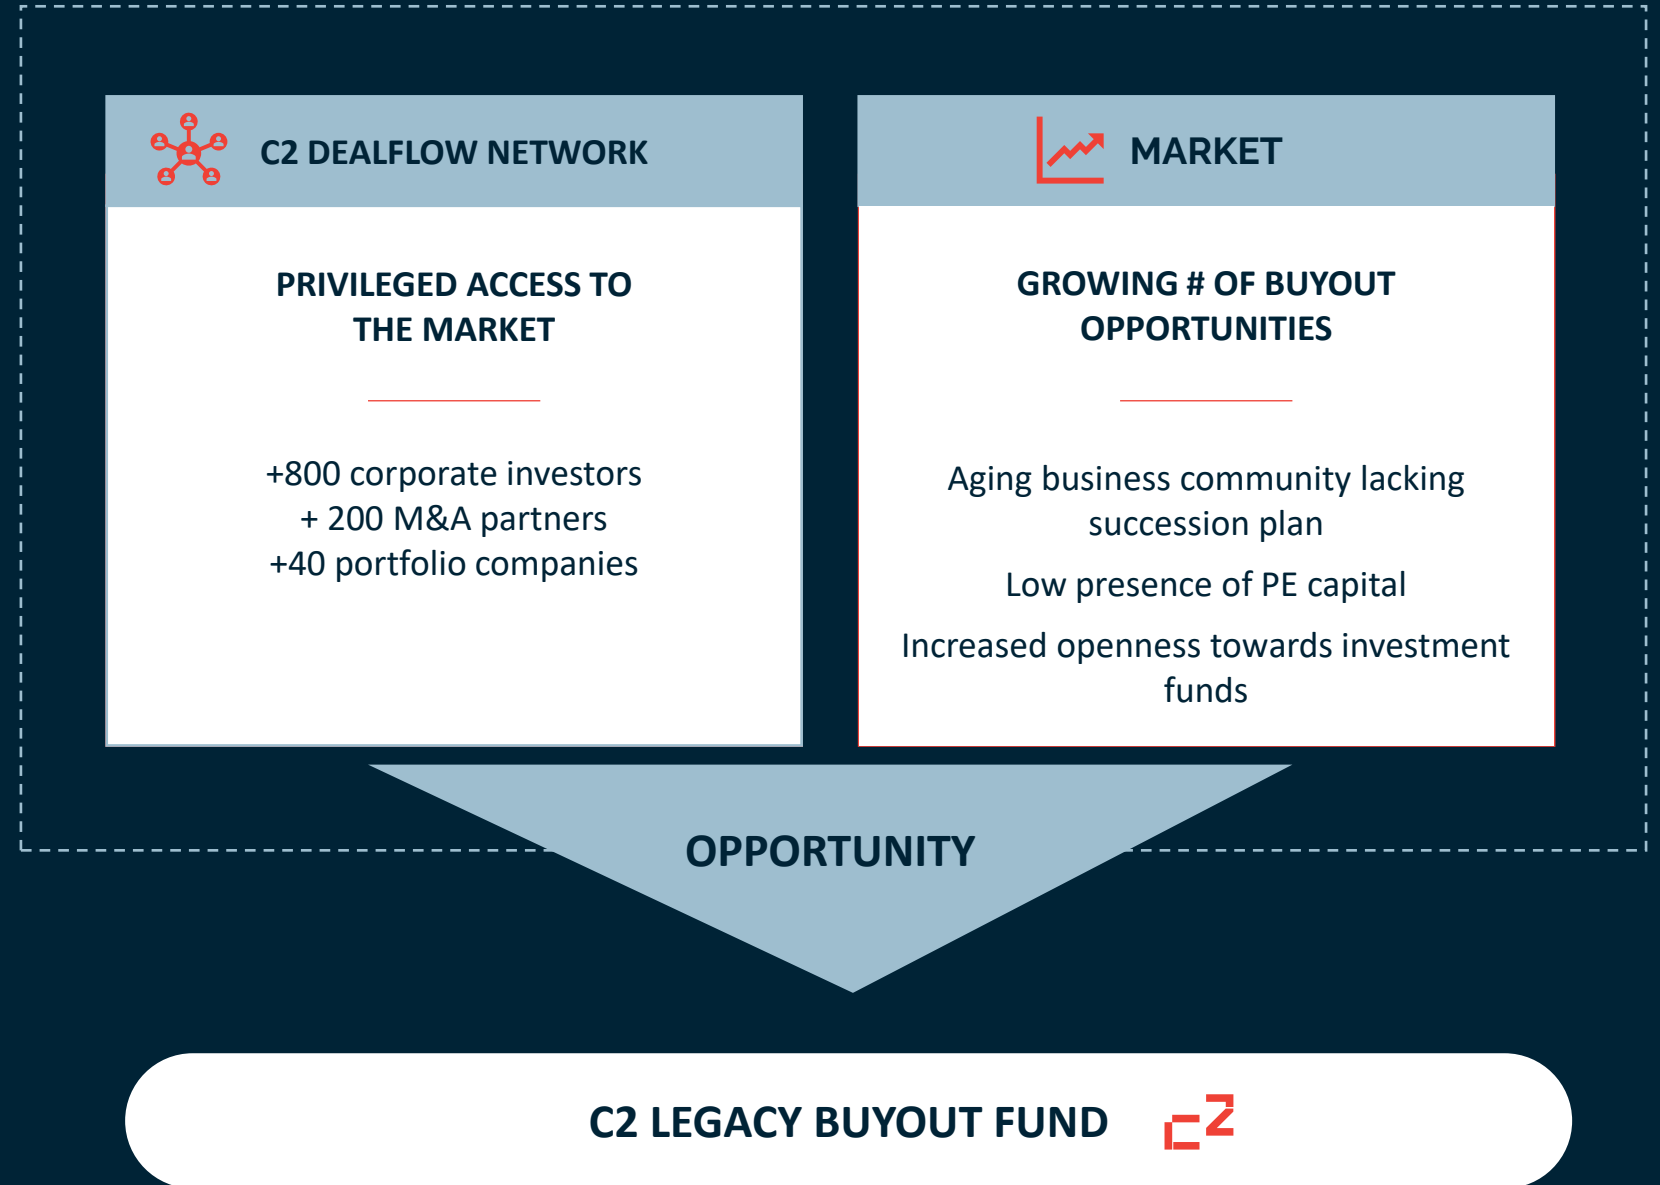 C2 DEALFLOW NETWORK
PRIVILEGED ACCESS TO
THE MARKET
+800 corporate investors
+ 200 M&A partners
+40 portfolio companies
MARKET
GROWING # OF BUYOUT
OPPORTUNITIES
Aging business community lacking
succession plan
Low presence of PE capital
Increased openness towards investment
funds
OPPORTUNITY
C2 LEGACY BUYOUT FUND
c2